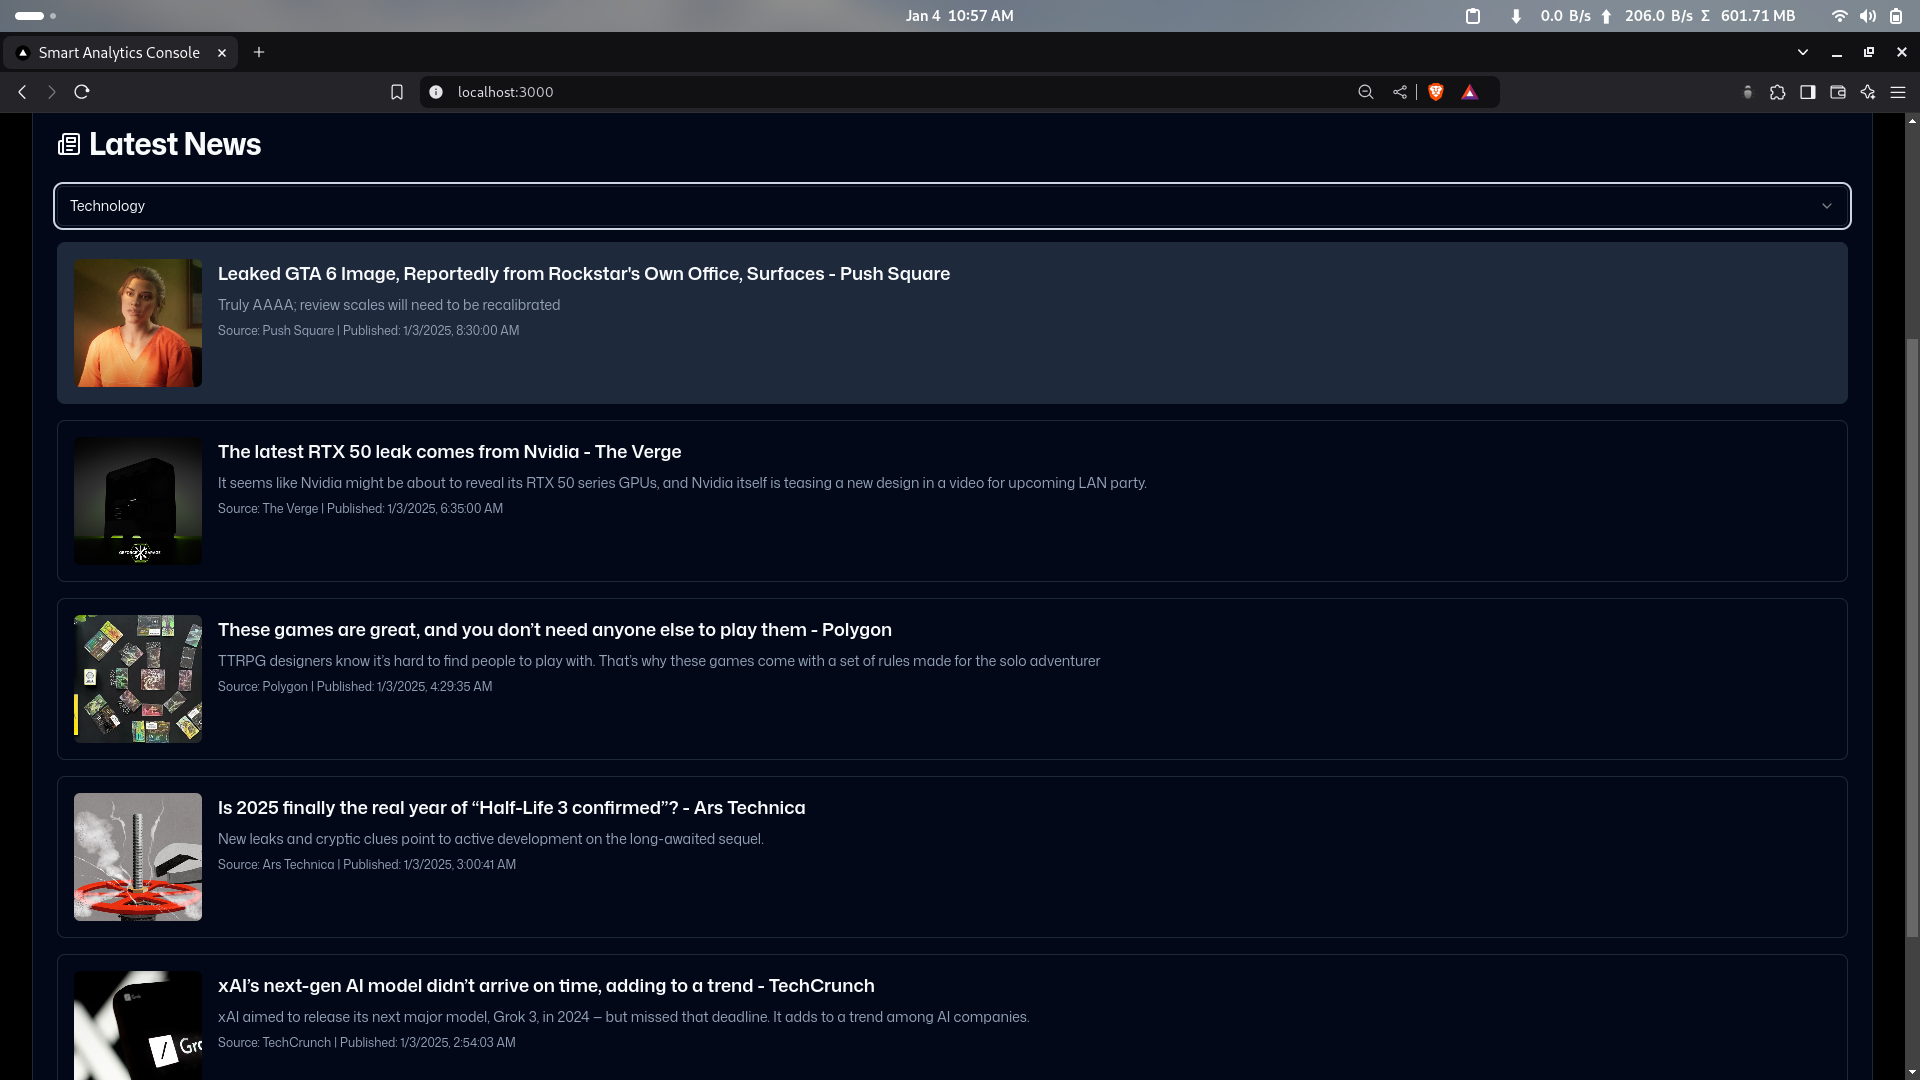 Jan 4 10:57 AM
0.0 B/s 206.0 B/s Σ 601.71 MB
Smart Analytics Console
localhost:3000
Latest News
Technology
Leaked GTA 6 Image, Reportedly from Rockstar's Own Office, Surfaces - Push Square
Truly AAAA; review scales will need to be recalibrated
Source: Push Square | Published: 1/3/2025, 8:30:00 AM
The latest RTX 50 leak comes from Nvidia - The Verge
It seems like Nvidia might be about to reveal its RTX 50 series GPUs, and Nvidia itself is teasing a new design in a video for upcoming LAN party.
Source: The Verge | Published: 1/3/2025, 6:35:00 AM
These games are great, and you don’t need anyone else to play them - Polygon
TTRPG designers know it’s hard to find people to play with. That’s why these games come with a set of rules made for the solo adventurer
Source: Polygon | Published: 1/3/2025, 4:29:35 AM
Is 2025 finally the real year of “Half-Life 3 confirmed”? - Ars Technica
New leaks and cryptic clues point to active development on the long-awaited sequel.
Source: Ars Technica | Published: 1/3/2025, 3:00:41 AM
xAI’s next-gen AI model didn’t arrive on time, adding to a trend - TechCrunch
xAI aimed to release its next major model, Grok 3, in 2024 — but missed that deadline. It adds to a trend among AI companies.
Source: TechCrunch | Published: 1/3/2025, 2:54:03 AM